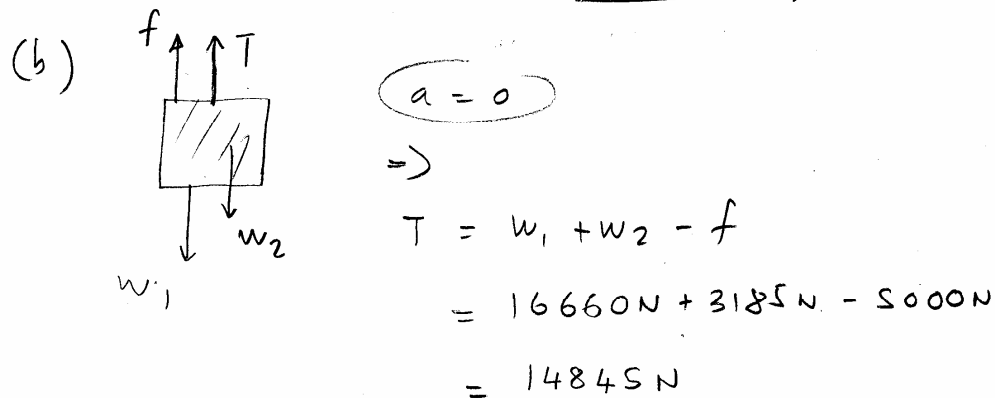 (b)
f T
a = 0
=>
W2
W1
T = W1 + W2 - f
= 16660N + 3185N - 5000N
= 14845N